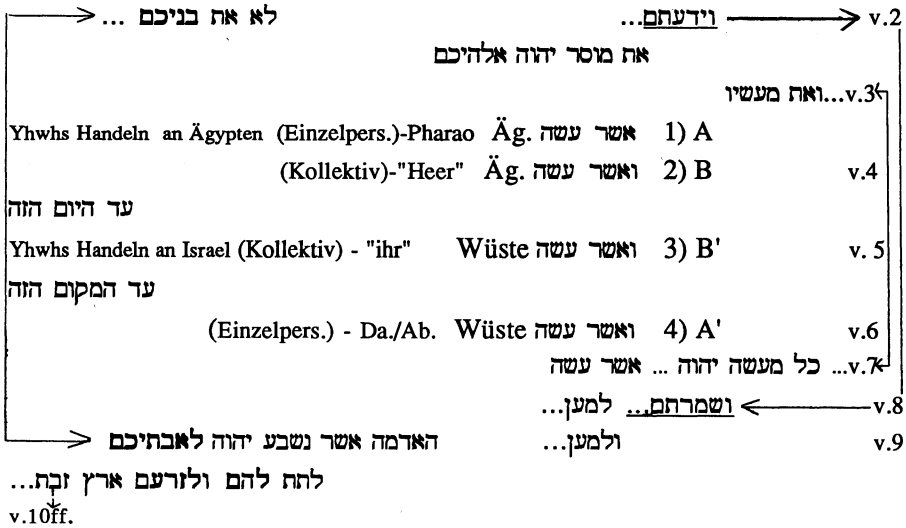 v.2 וידעתם... לא את בניכם ...
את מוסר יהוה אלהיכם
v.3...ואת מעשיו
1) A אשר עשה Äg. Yhwhs Handeln an Ägypten (Einzelpers.)-Pharao
v.4 2) B ואשר עשה Äg. (Kollektiv)-"Heer"
עד היום הזה
v. 5 3) B' ואשר עשה Wüste Yhwhs Handeln an Israel (Kollektiv) - "ihr"
עד המקום הזה
v.6 4) A' ואשר עשה Wüste (Einzelpers.) - Da./Ab.
v.7... כל מעשה יהוה ... אשר עשה
v.8 ושמרתם... למען...
v.9 ולמען... האדמה אשר נשבע יהוה לאבתיכם
לתת להם ולזרעם ארץ זבת...
v.10ff.